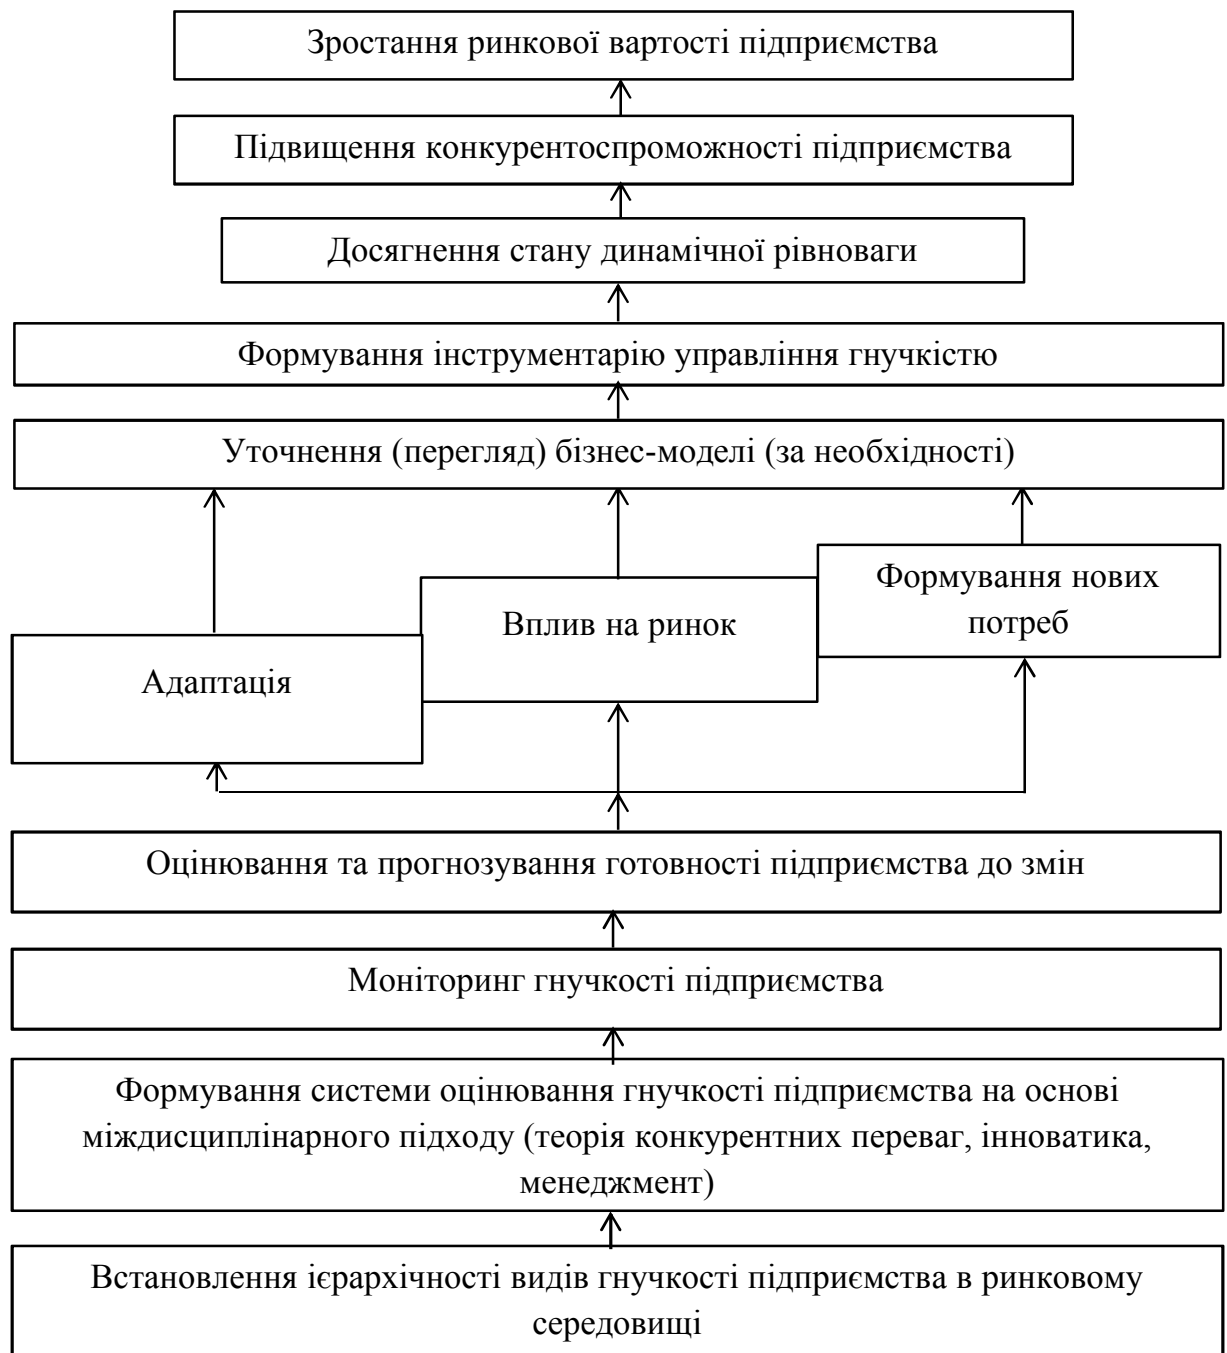 Зростання ринкової вартості підприємства
Підвищення конкурентоспроможності підприємства
Досягнення стану динамічної рівноваги
Формування інструментарію управління гнучкістю
Уточнення (перегляд) бізнес-моделі (за необхідності)
Адаптація
Вплив на ринок
Формування нових
потреб
Оцінювання та прогнозування готовності підприємства до змін
Моніторинг гнучкості підприємства
Формування системи оцінювання гнучкості підприємства на основі
міждисциплінарного підходу (теорія конкурентних переваг, інноватика,
менеджмент)
Встановлення ієрархічності видів гнучкості підприємства в ринковому
середовищі